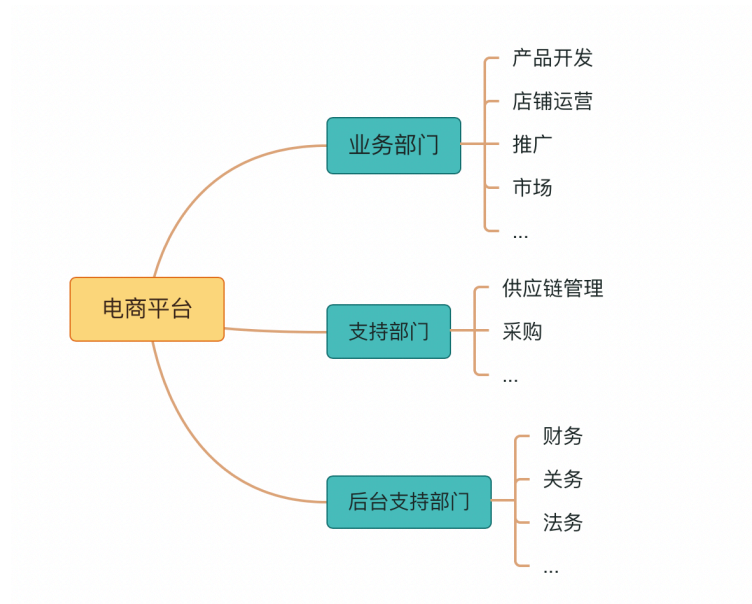 电商平台
业务部门
产品开发
店铺运营
推广
市场
...
支持部门
供应链管理
采购
...
后台支持部门
财务
关务
法务
...